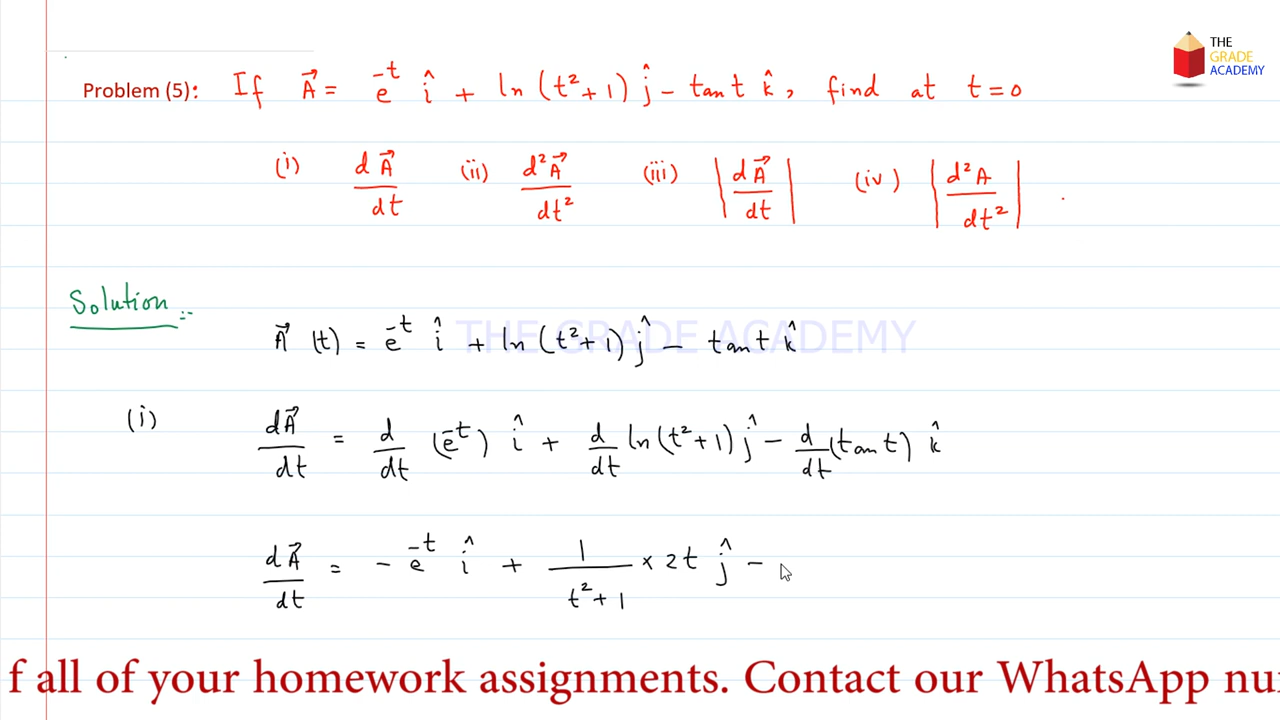 THE
GRADE
ACADEMY
Problem (5): If A⃗ = e^-t î + ln (t²+1) ĵ - tan t k̂, find at t=0
(i) dA⃗/dt (ii) d²A⃗/dt² (iii) |dA⃗/dt| (iv) |d²A/dt²|.
Solution:-
THE GRADE ACADEMY
A⃗ (t) = e^-t î + ln (t²+1) ĵ - tan t k̂
(i) dA⃗/dt = d/dt (e^-t) î + d/dt ln (t²+1) ĵ - d/dt (tan t) k̂
dA⃗/dt = - e^-t î + 1/(t²+1) × 2t ĵ -
f all of your homework assignments. Contact our WhatsApp nu